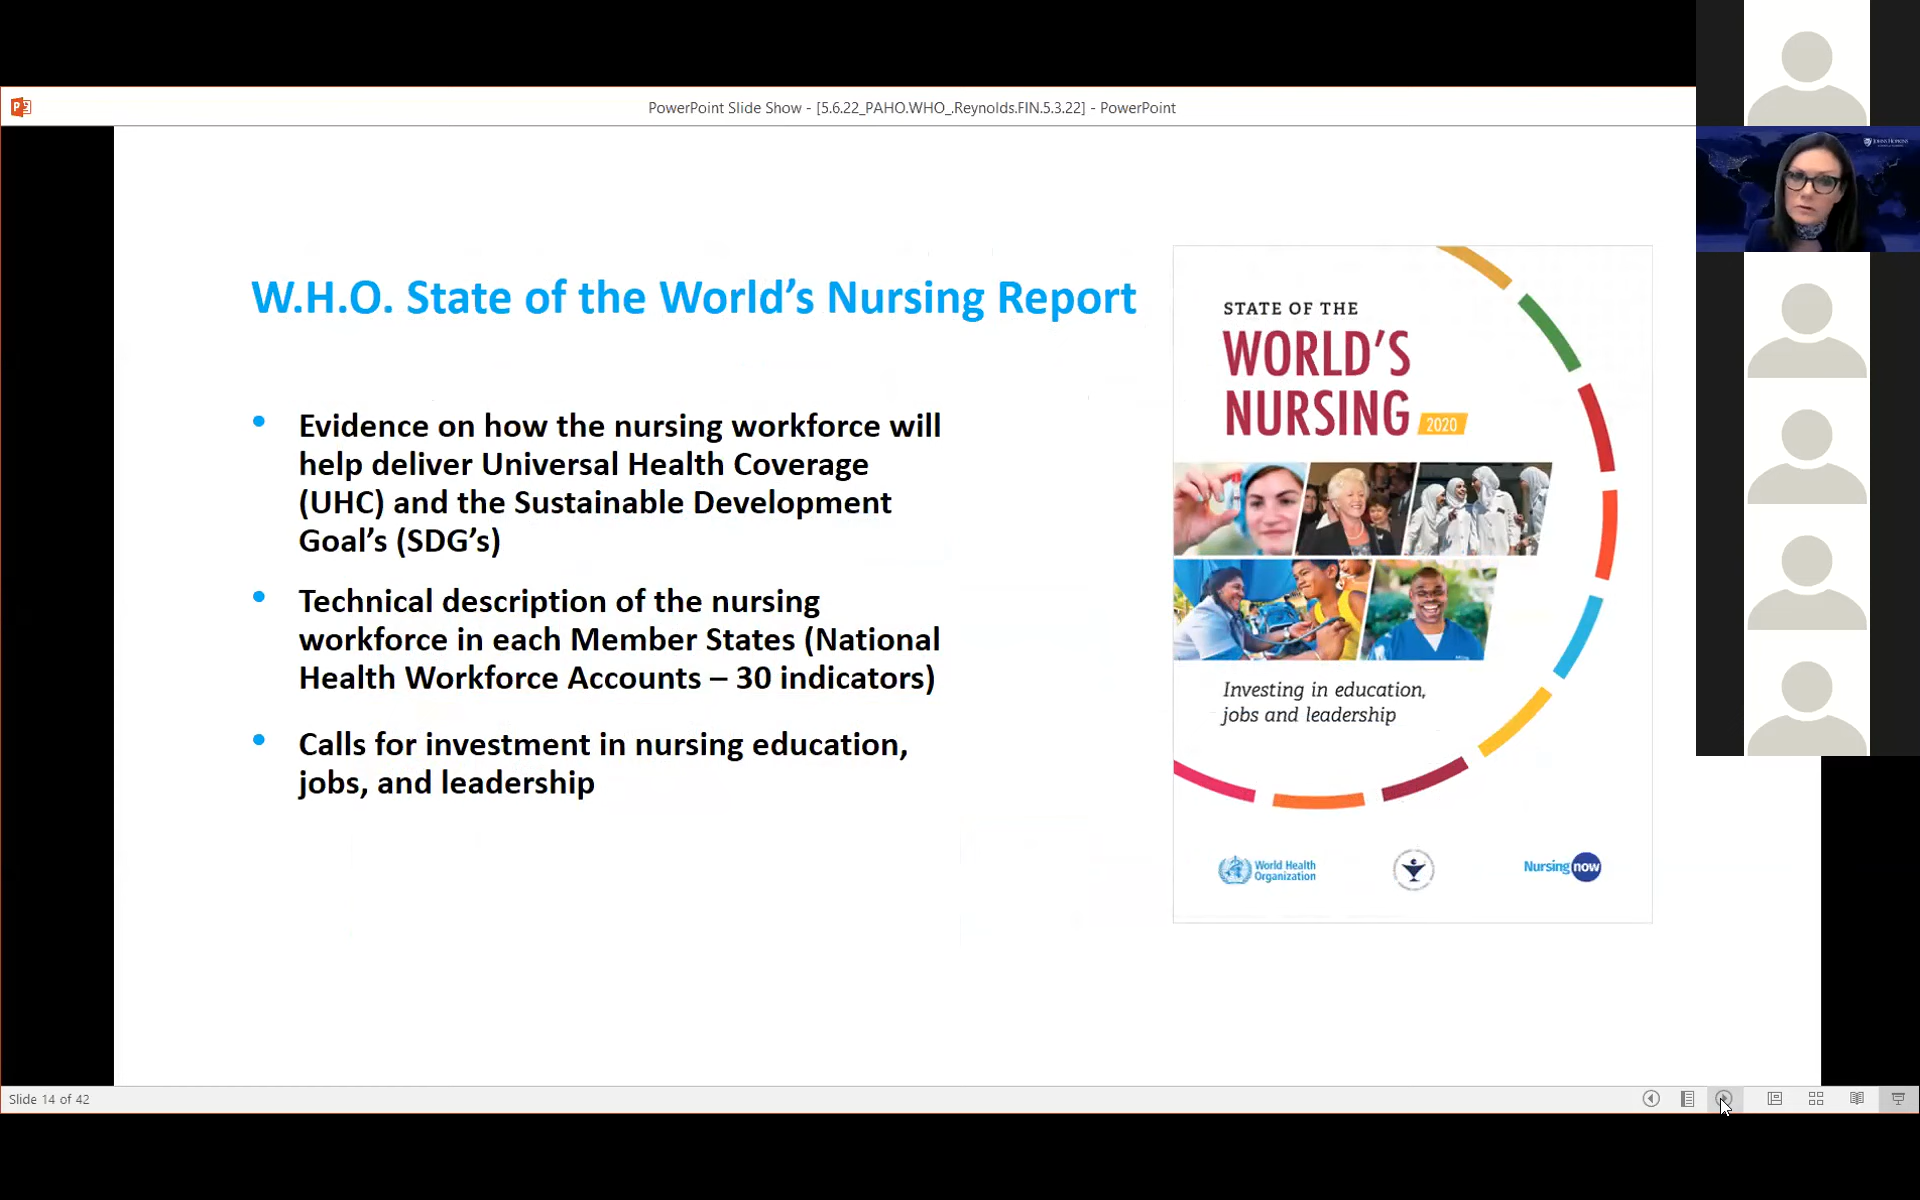 PowerPoint Slide Show - [5.6.22_PAHO.WHO_.Reynolds.FIN.5.3.22] - PowerPoint
JOHNS HOPKINS
W.H.O. State of the World’s Nursing Report
• Evidence on how the nursing workforce will
help deliver Universal Health Coverage
(UHC) and the Sustainable Development
Goal’s (SDG’s)
• Technical description of the nursing
workforce in each Member States (National
Health Workforce Accounts – 30 indicators)
• Calls for investment in nursing education,
jobs, and leadership
STATE OF THE
WORLD’S
NURSING 2020
Investing in education,
jobs and leadership
World Health
Organization
Nursing now
Slide 14 of 42